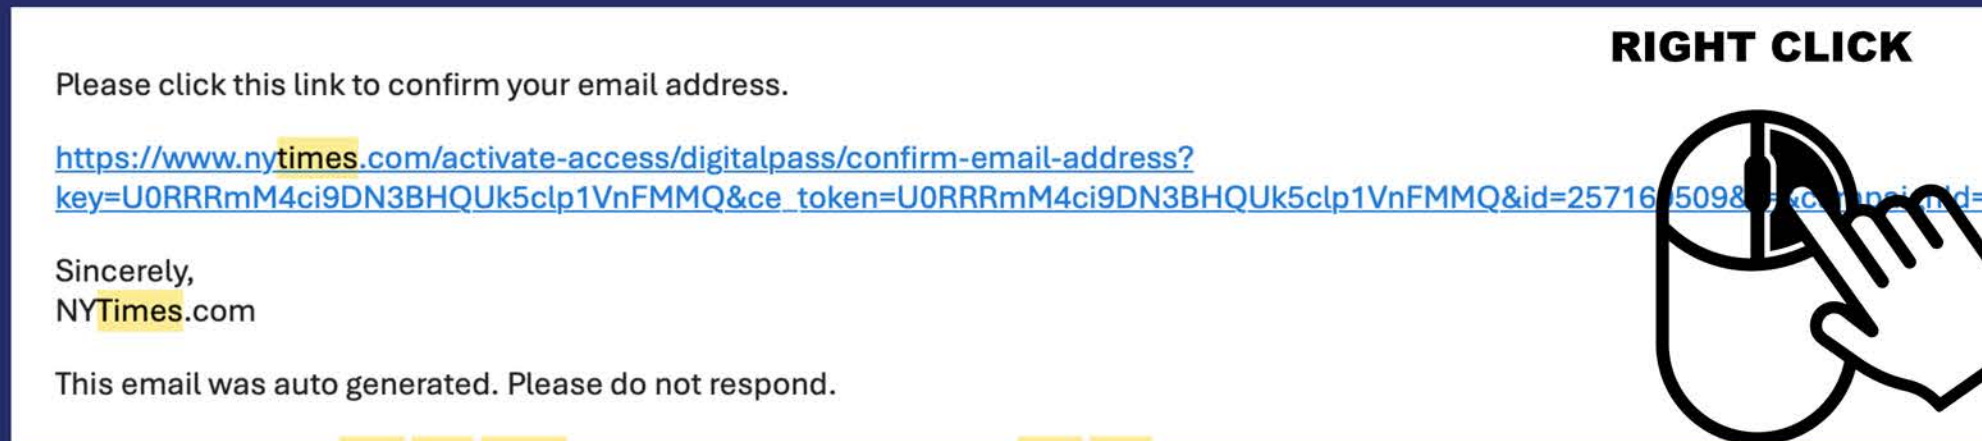 RIGHT CLICK
Please click this link to confirm your email address.
https://www.nytimes.com/activate-access/digitalpass/confirm-email-address?
key=U0RRRmM4ci9DN3BHQUk5clp1VnFMMQ&ce_token=U0RRRmM4ci9DN3BHQUk5clp1VnFMMQ&id=257169509&
Sincerely,
NYTimes.com
This email was auto generated. Please do not respond.